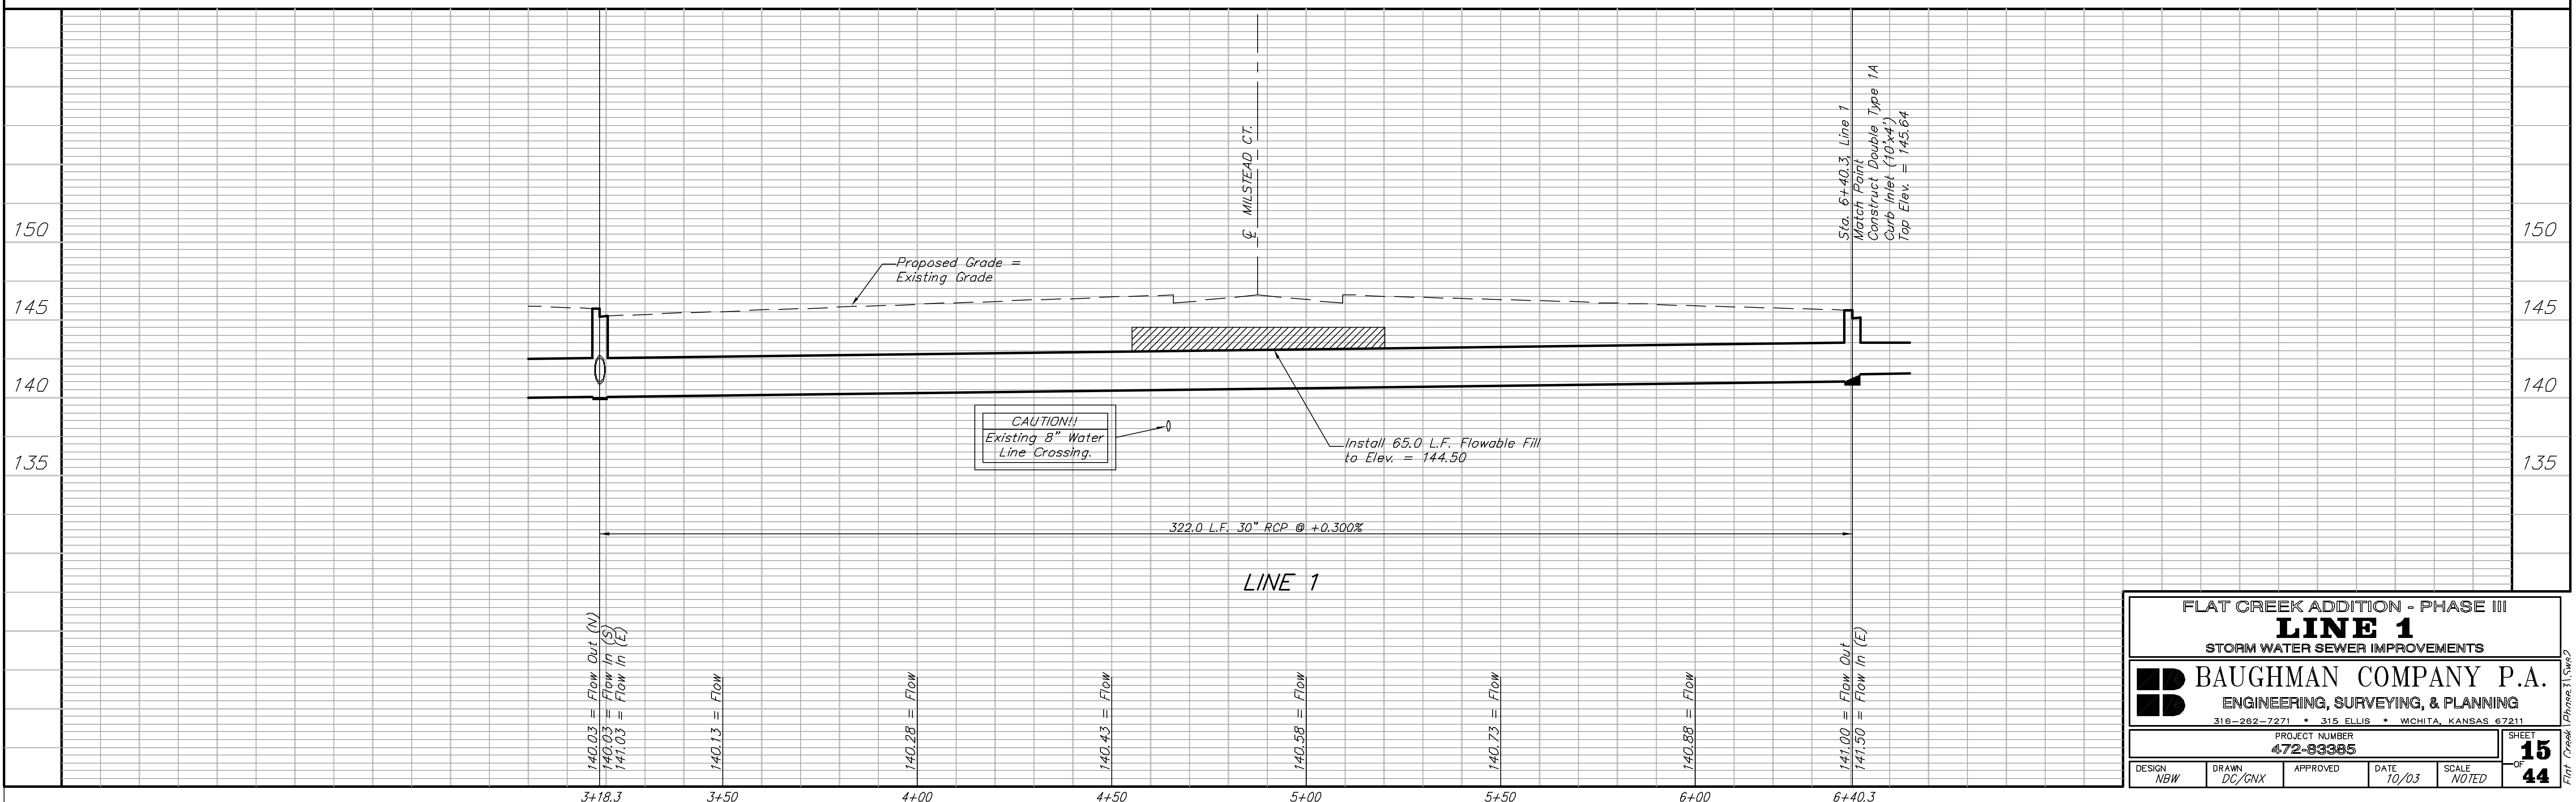 150
145
140
135
150
145
140
135
Proposed Grade =
Existing Grade
℄ MILSTEAD CT.
Sta. 6+40.3, Line 1
Match Point
Construct Double Type 1A
Curb Inlet (10'x4')
Top Elev. = 145.64
CAUTION!!
Existing 8" Water
Line Crossing.
Install 65.0 L.F. Flowable Fill
to Elev. = 144.50
322.0 L.F. 30" RCP @ +0.300%
LINE 1
140.03 = Flow Out (N)
140.03 = Flow In (S)
141.03 = Flow In (E)
140.13 = Flow
140.28 = Flow
140.43 = Flow
140.58 = Flow
140.73 = Flow
140.88 = Flow
141.00 = Flow Out
141.50 = Flow In (E)
3+18.3
3+50
4+00
4+50
5+00
5+50
6+00
6+40.3
FLAT CREEK ADDITION - PHASE III
LINE 1
STORM WATER SEWER IMPROVEMENTS
BAUGHMAN COMPANY P.A.
ENGINEERING, SURVEYING, & PLANNING
316-262-7271 * 315 ELLIS * WICHITA, KANSAS 67211
PROJECT NUMBER
472-83385
SHEET
15
OF
44
DESIGN
NBW
DRAWN
DC/GNX
APPROVED
DATE
10/03
SCALE
NOTED
Flat Creek\Phase3\Sws2